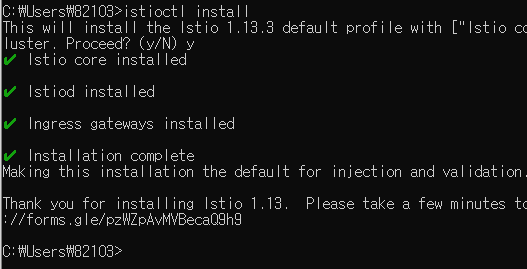 C:₩Users₩82103>istioctl install
This will install the Istio 1.13.3 default profile with ["Istio co
luster. Proceed? (y/N) y
✔ Istio core installed
✔ Istiod installed
✔ Ingress gateways installed
✔ Installation complete
Making this installation the default for injection and validation.
Thank you for installing Istio 1.13.  Please take a few minutes to
://forms.gle/pzWZpAvMVBecaQ9h9
C:₩Users₩82103>